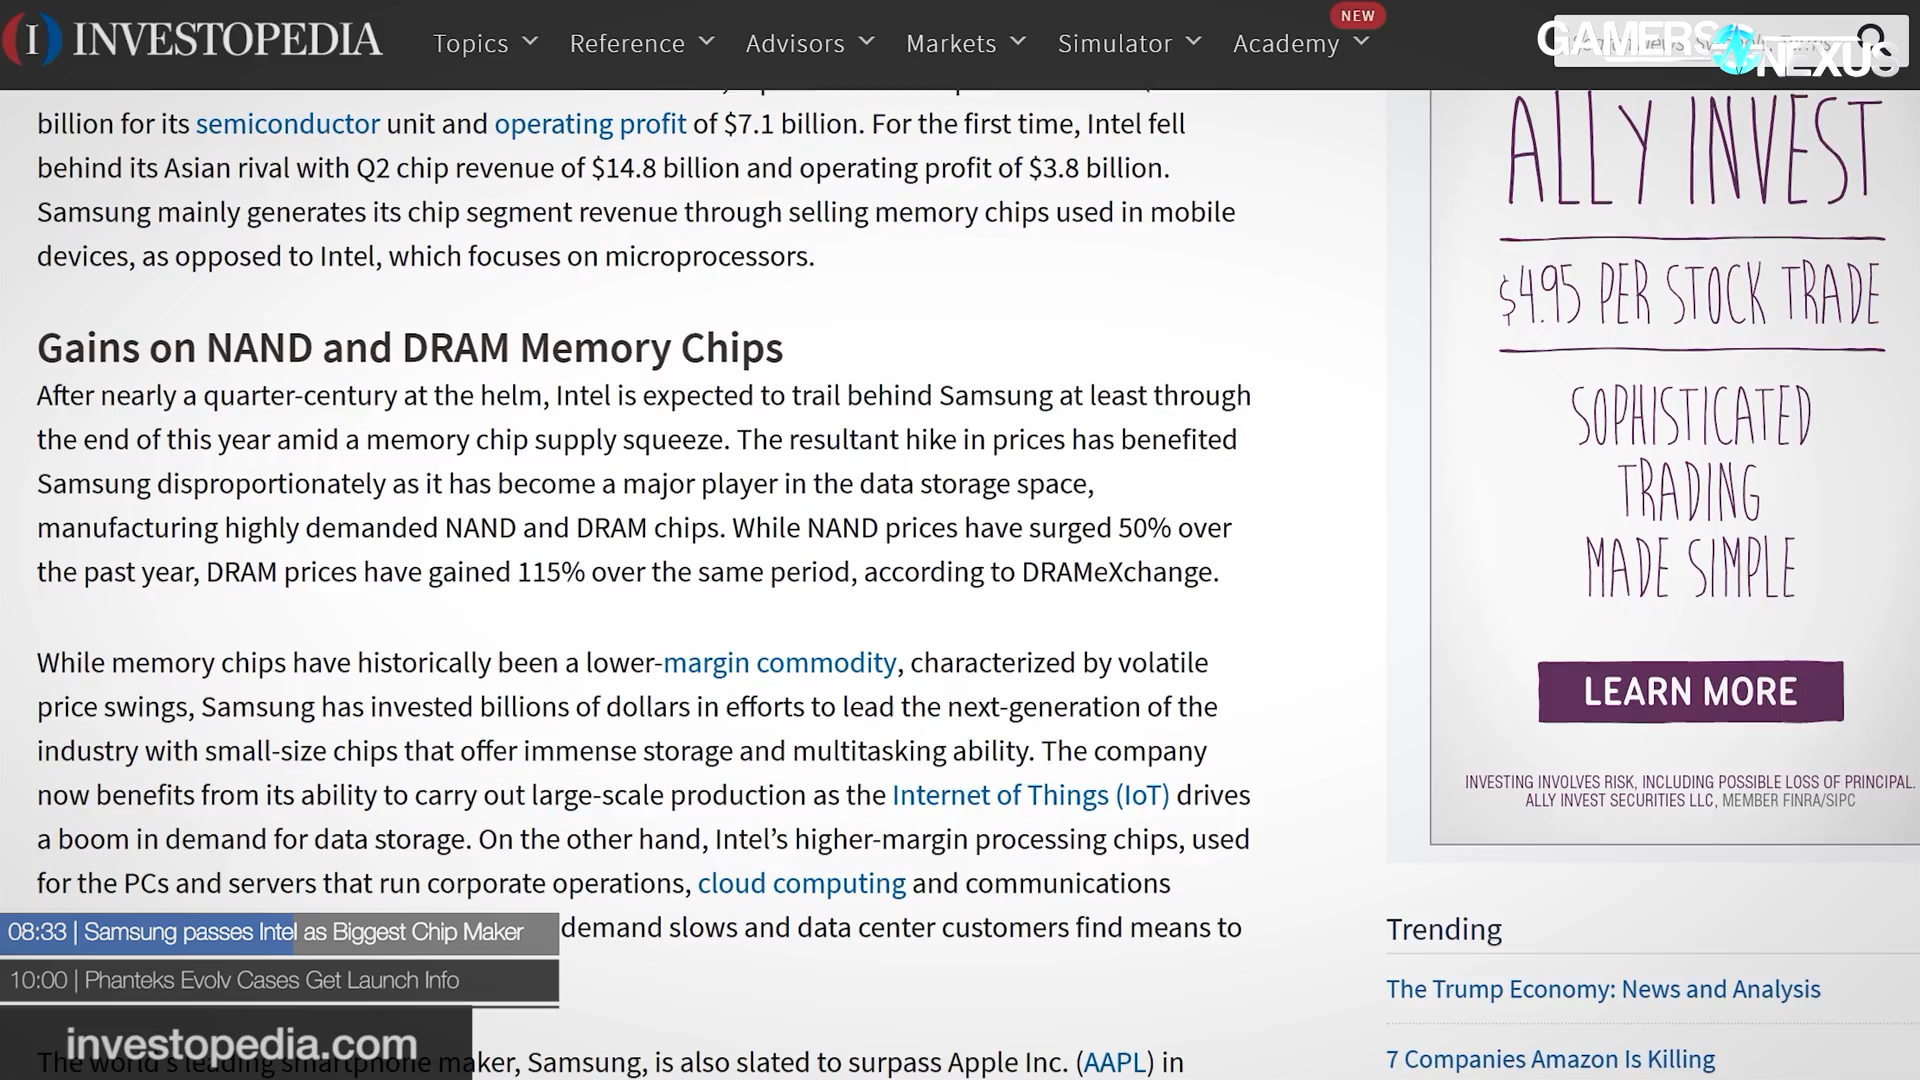 INVESTOPEDIA
Topics Reference Advisors Markets Simulator Academy
NEW
GAMERS NEXUS
billion for its semiconductor unit and operating profit of $7.1 billion. For the first time, Intel fell
behind its Asian rival with Q2 chip revenue of $14.8 billion and operating profit of $3.8 billion.
Samsung mainly generates its chip segment revenue through selling memory chips used in mobile
devices, as opposed to Intel, which focuses on microprocessors.
Gains on NAND and DRAM Memory Chips
After nearly a quarter-century at the helm, Intel is expected to trail behind Samsung at least through
the end of this year amid a memory chip supply squeeze. The resultant hike in prices has benefited
Samsung disproportionately as it has become a major player in the data storage space,
manufacturing highly demanded NAND and DRAM chips. While NAND prices have surged 50% over
the past year, DRAM prices have gained 115% over the same period, according to DRAMeXchange.
While memory chips have historically been a lower-margin commodity, characterized by volatile
price swings, Samsung has invested billions of dollars in efforts to lead the next-generation of the
industry with small-size chips that offer immense storage and multitasking ability. The company
now benefits from its ability to carry out large-scale production as the Internet of Things (IoT) drives
a boom in demand for data storage. On the other hand, Intel's higher-margin processing chips, used
for the PCs and servers that run corporate operations, cloud computing and communications
demand slows and data center customers find means to
The world's leading smartphone maker, Samsung, is also slated to surpass Apple Inc. (AAPL) in
08:33 | Samsung passes Intel as Biggest Chip Maker
10:00 | Phanteks Evolv Cases Get Launch Info
investopedia.com
ALLY INVEST
$4.95 PER STOCK TRADE
SOPHISTICATED
TRADING
MADE SIMPLE
LEARN MORE
INVESTING INVOLVES RISK, INCLUDING POSSIBLE LOSS OF PRINCIPAL.
ALLY INVEST SECURITIES LLC, MEMBER FINRA/SIPC
Trending
The Trump Economy: News and Analysis
7 Companies Amazon Is Killing